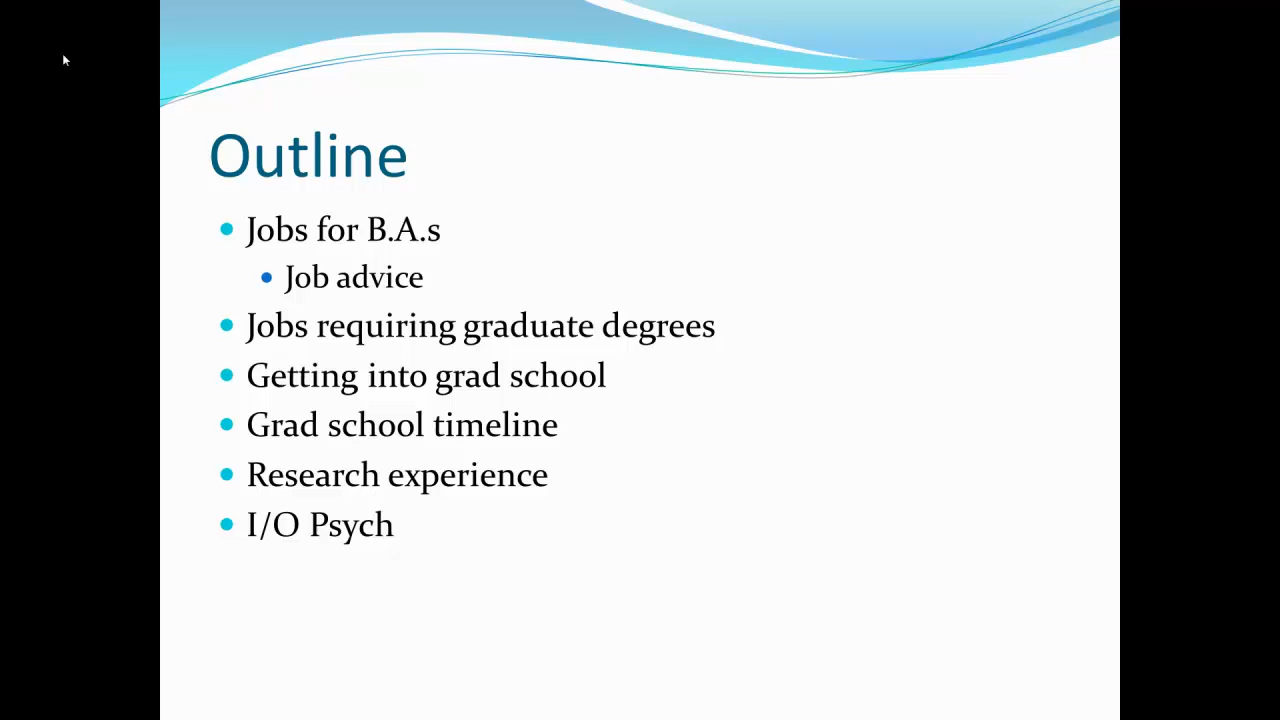 Outline
Jobs for B.A.s
Job advice
Jobs requiring graduate degrees
Getting into grad school
Grad school timeline
Research experience
I/O Psych